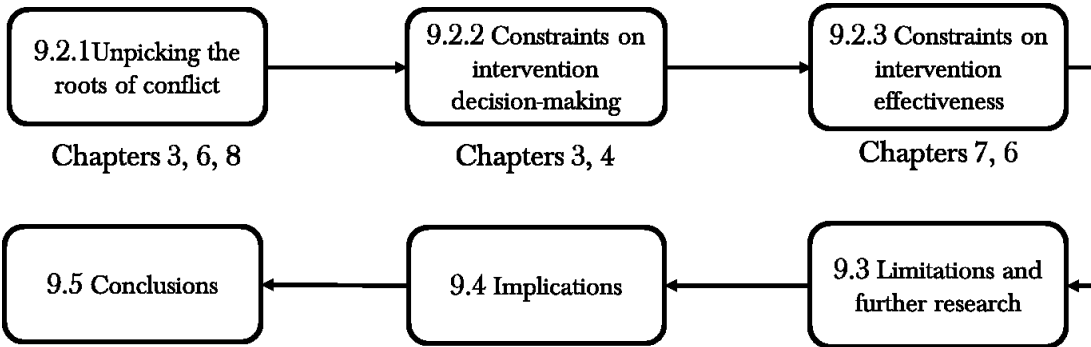 9.2.1Unpicking the
roots of conflict
9.2.2 Constraints on
intervention
decision-making
9.2.3 Constraints on
intervention
effectiveness
Chapters 3, 6, 8
Chapters 3, 4
Chapters 7, 6
9.5 Conclusions
9.4 Implications
9.3 Limitations and
further research